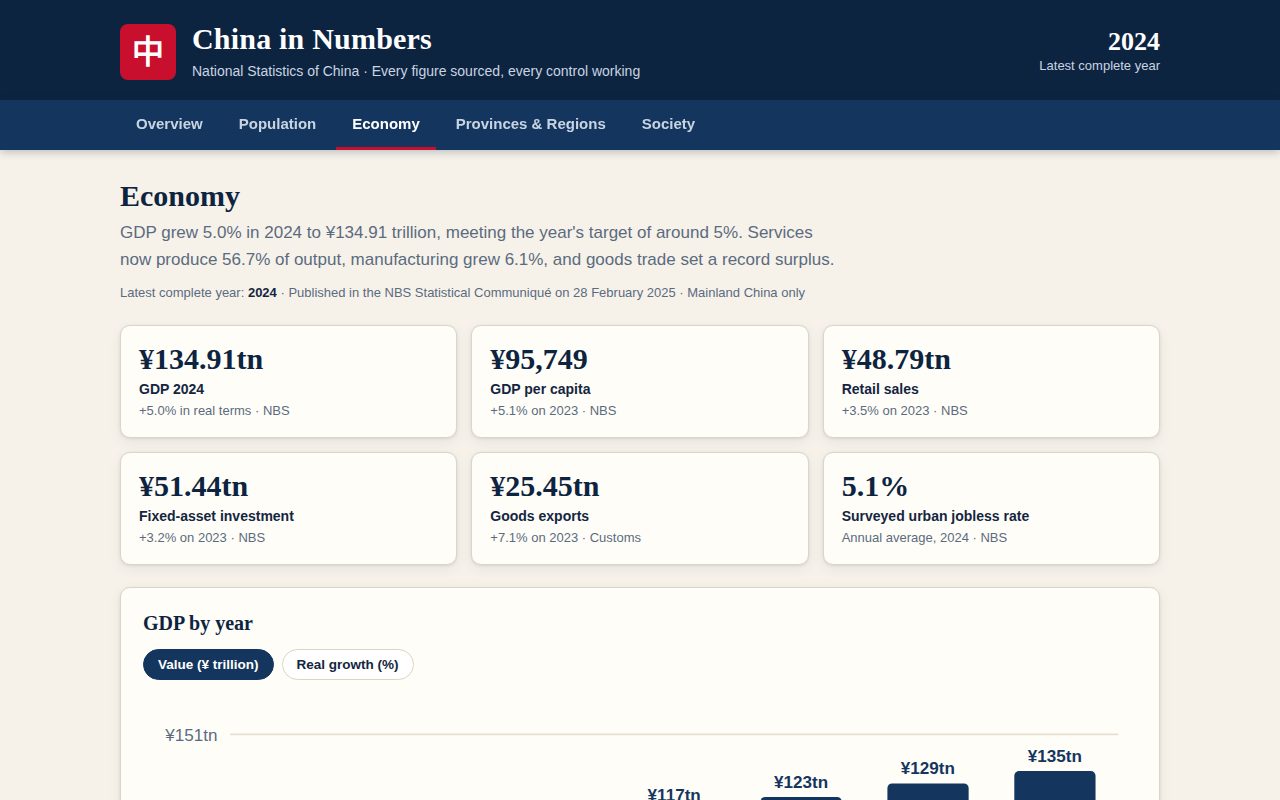 中
China in Numbers
National Statistics of China · Every figure sourced, every control working
2024
Latest complete year
Overview
Population
Economy
Provinces & Regions
Society
Economy
GDP grew 5.0% in 2024 to ¥134.91 trillion, meeting the year's target of around 5%. Services
now produce 56.7% of output, manufacturing grew 6.1%, and goods trade set a record surplus.
Latest complete year: 2024 · Published in the NBS Statistical Communiqué on 28 February 2025 · Mainland China only
¥134.91tn
GDP 2024
+5.0% in real terms · NBS
¥95,749
GDP per capita
+5.1% on 2023 · NBS
¥48.79tn
Retail sales
+3.5% on 2023 · NBS
¥51.44tn
Fixed-asset investment
+3.2% on 2023 · NBS
¥25.45tn
Goods exports
+7.1% on 2023 · Customs
5.1%
Surveyed urban jobless rate
Annual average, 2024 · NBS
GDP by year
Value (¥ trillion)
Real growth (%)
¥151tn
¥117tn
¥123tn
¥129tn
¥135tn